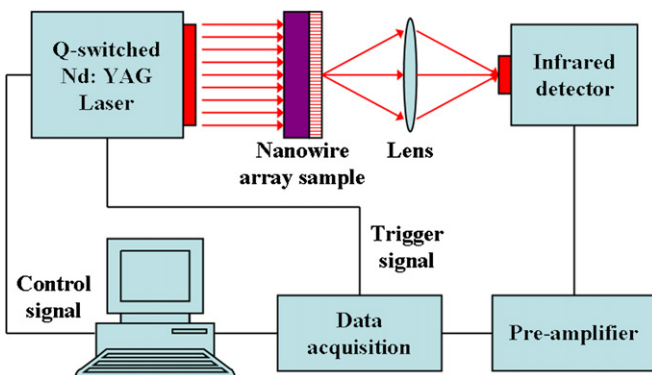 Q-switched
Nd: YAG
Laser
Infrared
detector
Nanowire
array sample
Lens
Trigger
signal
Control
signal
Data
acquisition
Pre-amplifier